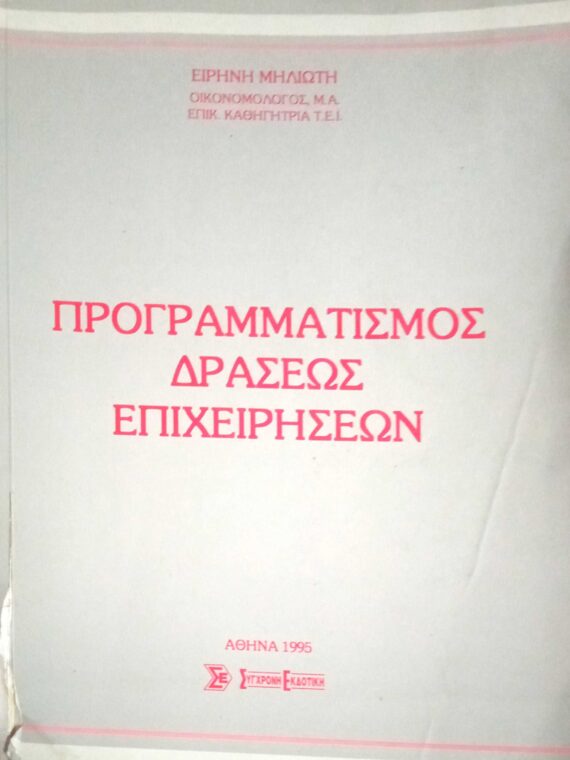 ΕΙΡΗΝΗ ΜΗΛΙΩΤΗ
ΟΙΚΟΝΟΜΟΛΟΓΟΣ, Μ.Α.
ΕΠΙΚ. ΚΑΘΗΓΗΤΡΙΑ Τ.Ε.Ι.
ΠΡΟΓΡΑΜΜΑΤΙΣΜΟΣ
ΔΡΑΣΕΩΣ
ΕΠΙΧΕΙΡΗΣΕΩΝ
ΑΘΗΝΑ 1995
ΣΕ ΣΥΓΧΡΟΝΗ ΕΚΔΟΤΙΚΗ